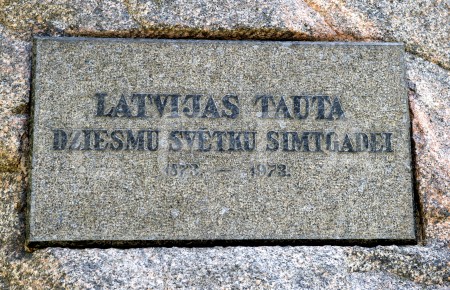 LATVIJAS TAUTA
DZIESMU SVĒTKU SIMTGADEI
1873. — 1973.